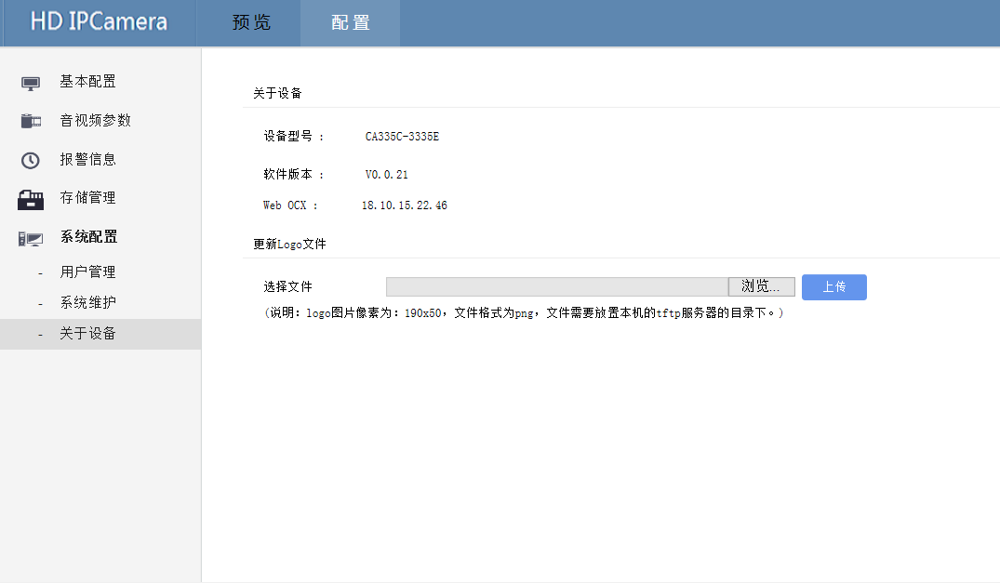 HD IPCamera 预览 配置
基本配置
音视频参数
报警信息
存储管理
系统配置
- 用户管理
- 系统维护
- 关于设备
关于设备
设备型号 : CA335C-3335E
软件版本 : V0.0.21
Web OCX : 18.10.15.22.46
更新Logo文件
选择文件 浏览... 上传
(说明: logo图片像素为: 190x50, 文件格式为png, 文件需要放置本机的tftp服务器的目录下。)